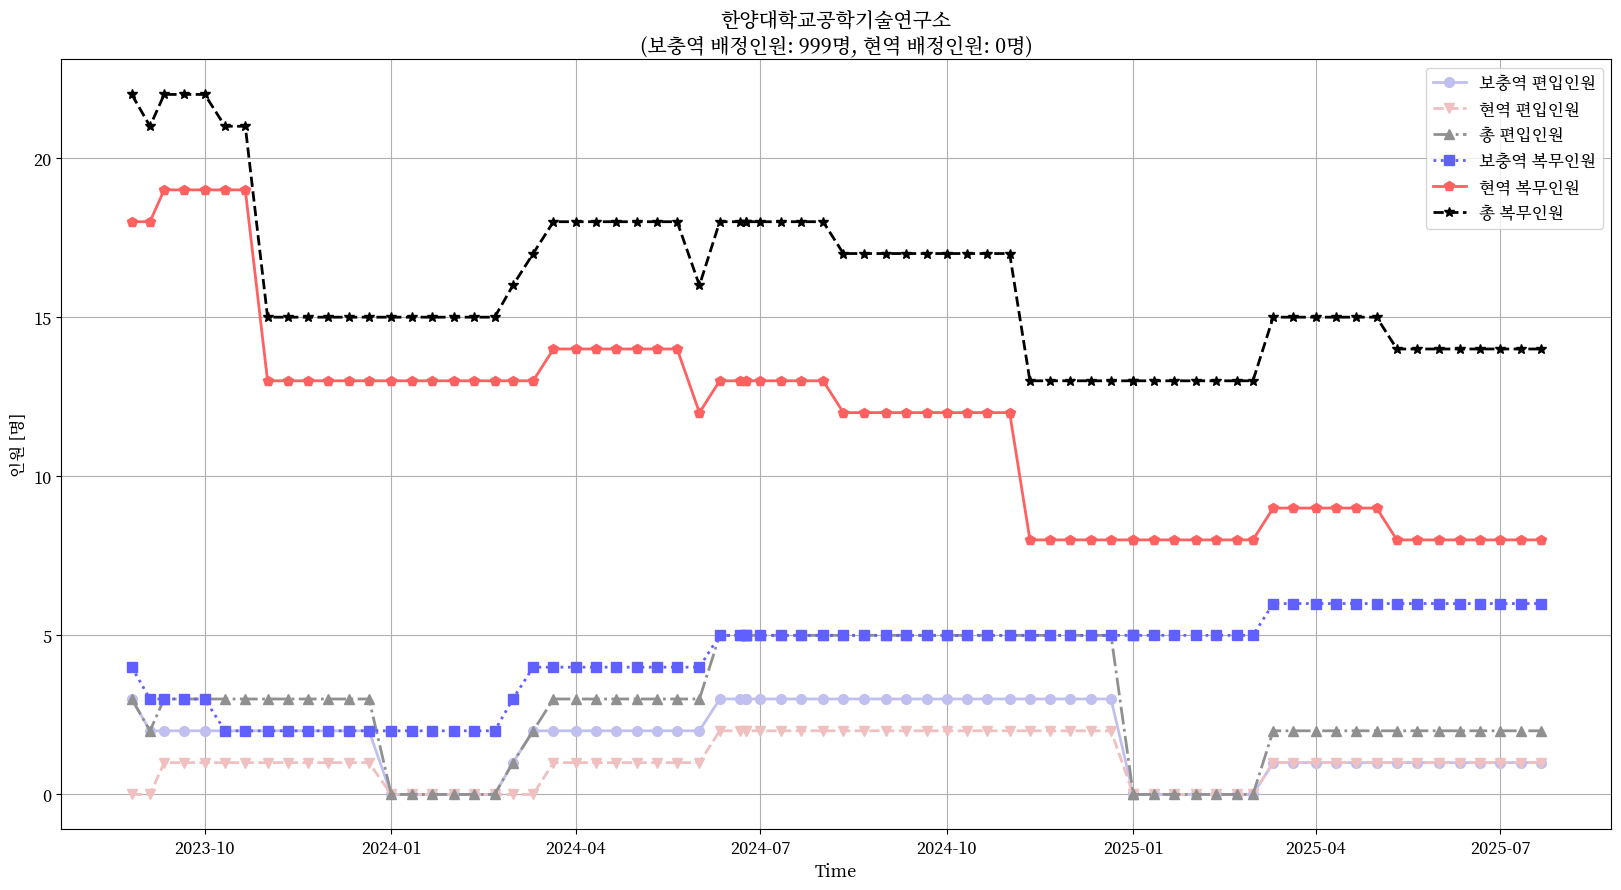 한양대학교공학기술연구소
(보충역 배정인원: 999명, 현역 배정인원: 0명)
보충역 편입인원
현역 편입인원
총 편입인원
보충역 복무인원
현역 복무인원
총 복무인원
인원 [명]
20
15
10
5
0
2023-10
2024-01
2024-04
2024-07
2024-10
2025-01
2025-04
2025-07
Time